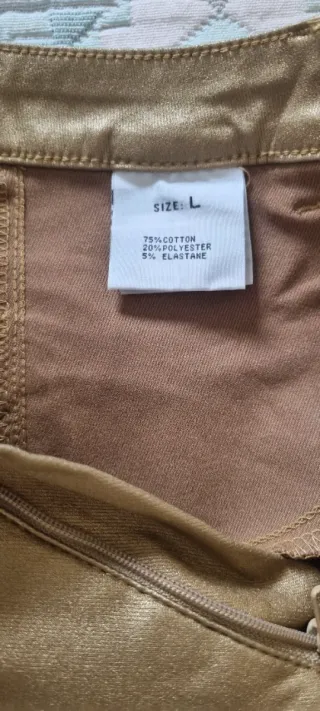 SIZE: L
75%COTTON
20%POLYESTER
5% ELASTANE